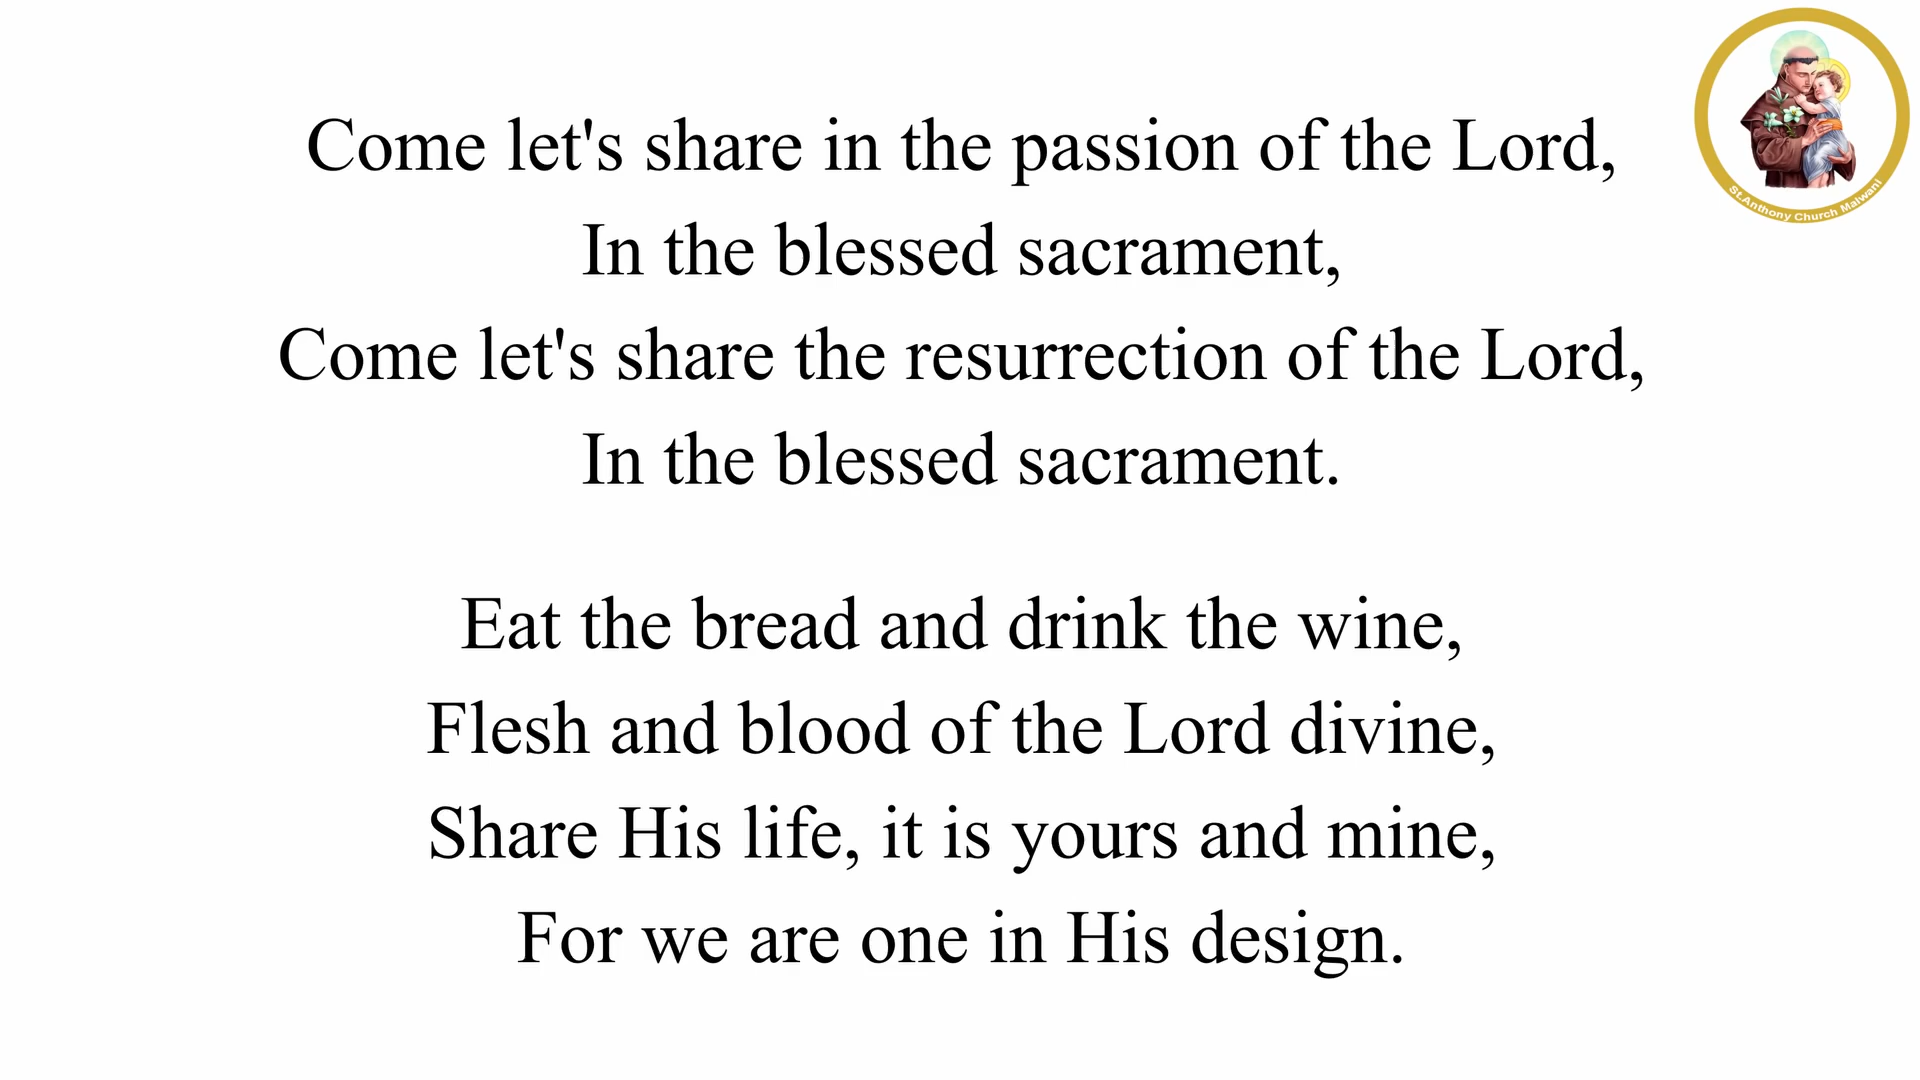 Come let's share in the passion of the Lord,
In the blessed sacrament,
Come let's share the resurrection of the Lord,
In the blessed sacrament.
Eat the bread and drink the wine,
Flesh and blood of the Lord divine,
Share His life, it is yours and mine,
For we are one in His design.
St.Anthony Church Malwani